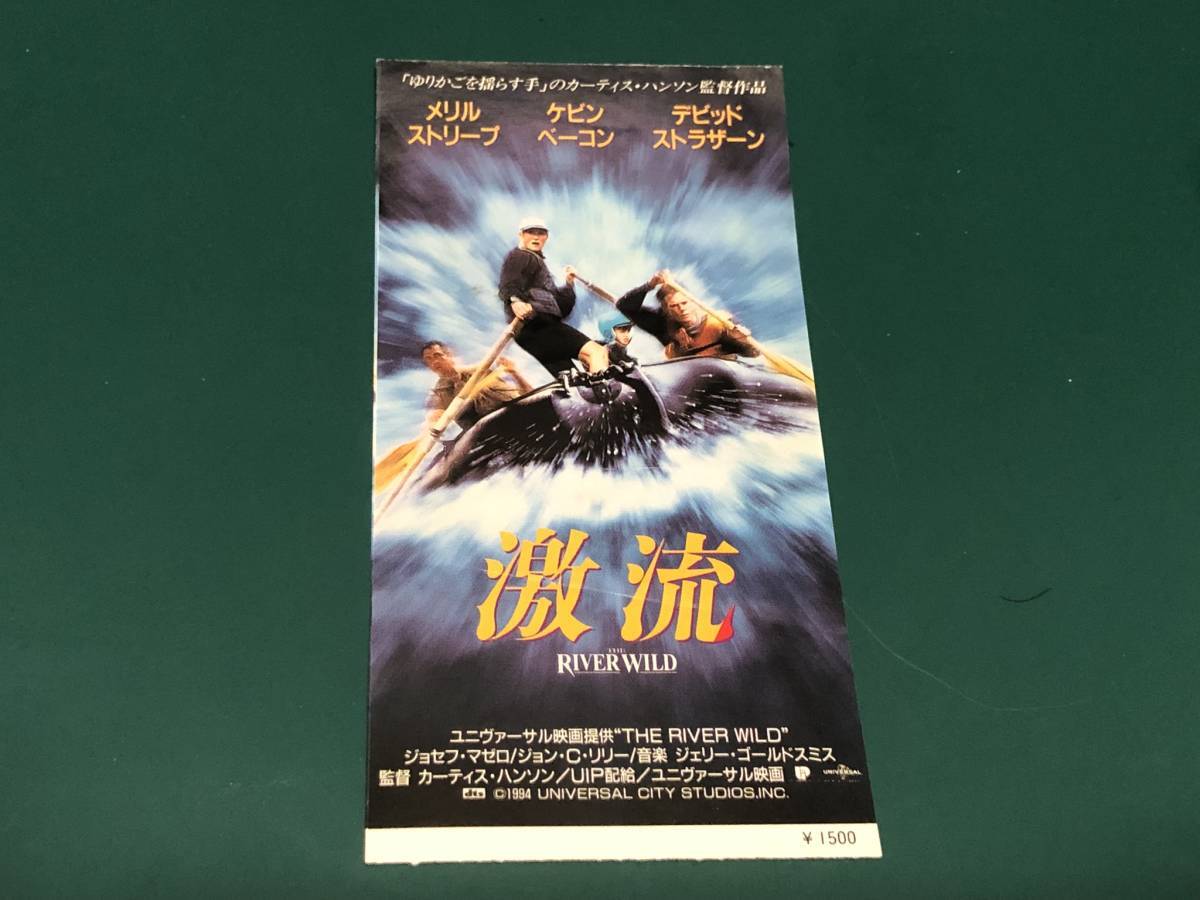 「ゆりかごを揺らす手」のカーティス・ハンソン監督作品
メリル
ストリープ
ケビン
ベーコン
デビッド
ストラザーン
激流
THE
RIVER WILD
ユニヴァーサル映画提供“THE RIVER WILD”
ジョセフ・マゼロ/ジョン・C・リリー/音楽 ジェリー・ゴールドスミス
監督 カーティス・ハンソン/UIP配給/ユニヴァーサル映画 UNIVERSAL
dts ©1994 UNIVERSAL CITY STUDIOS,INC.
¥1500